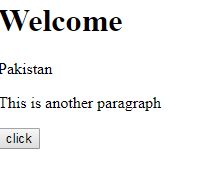 Welcome
Pakistan
This is another paragraph
click